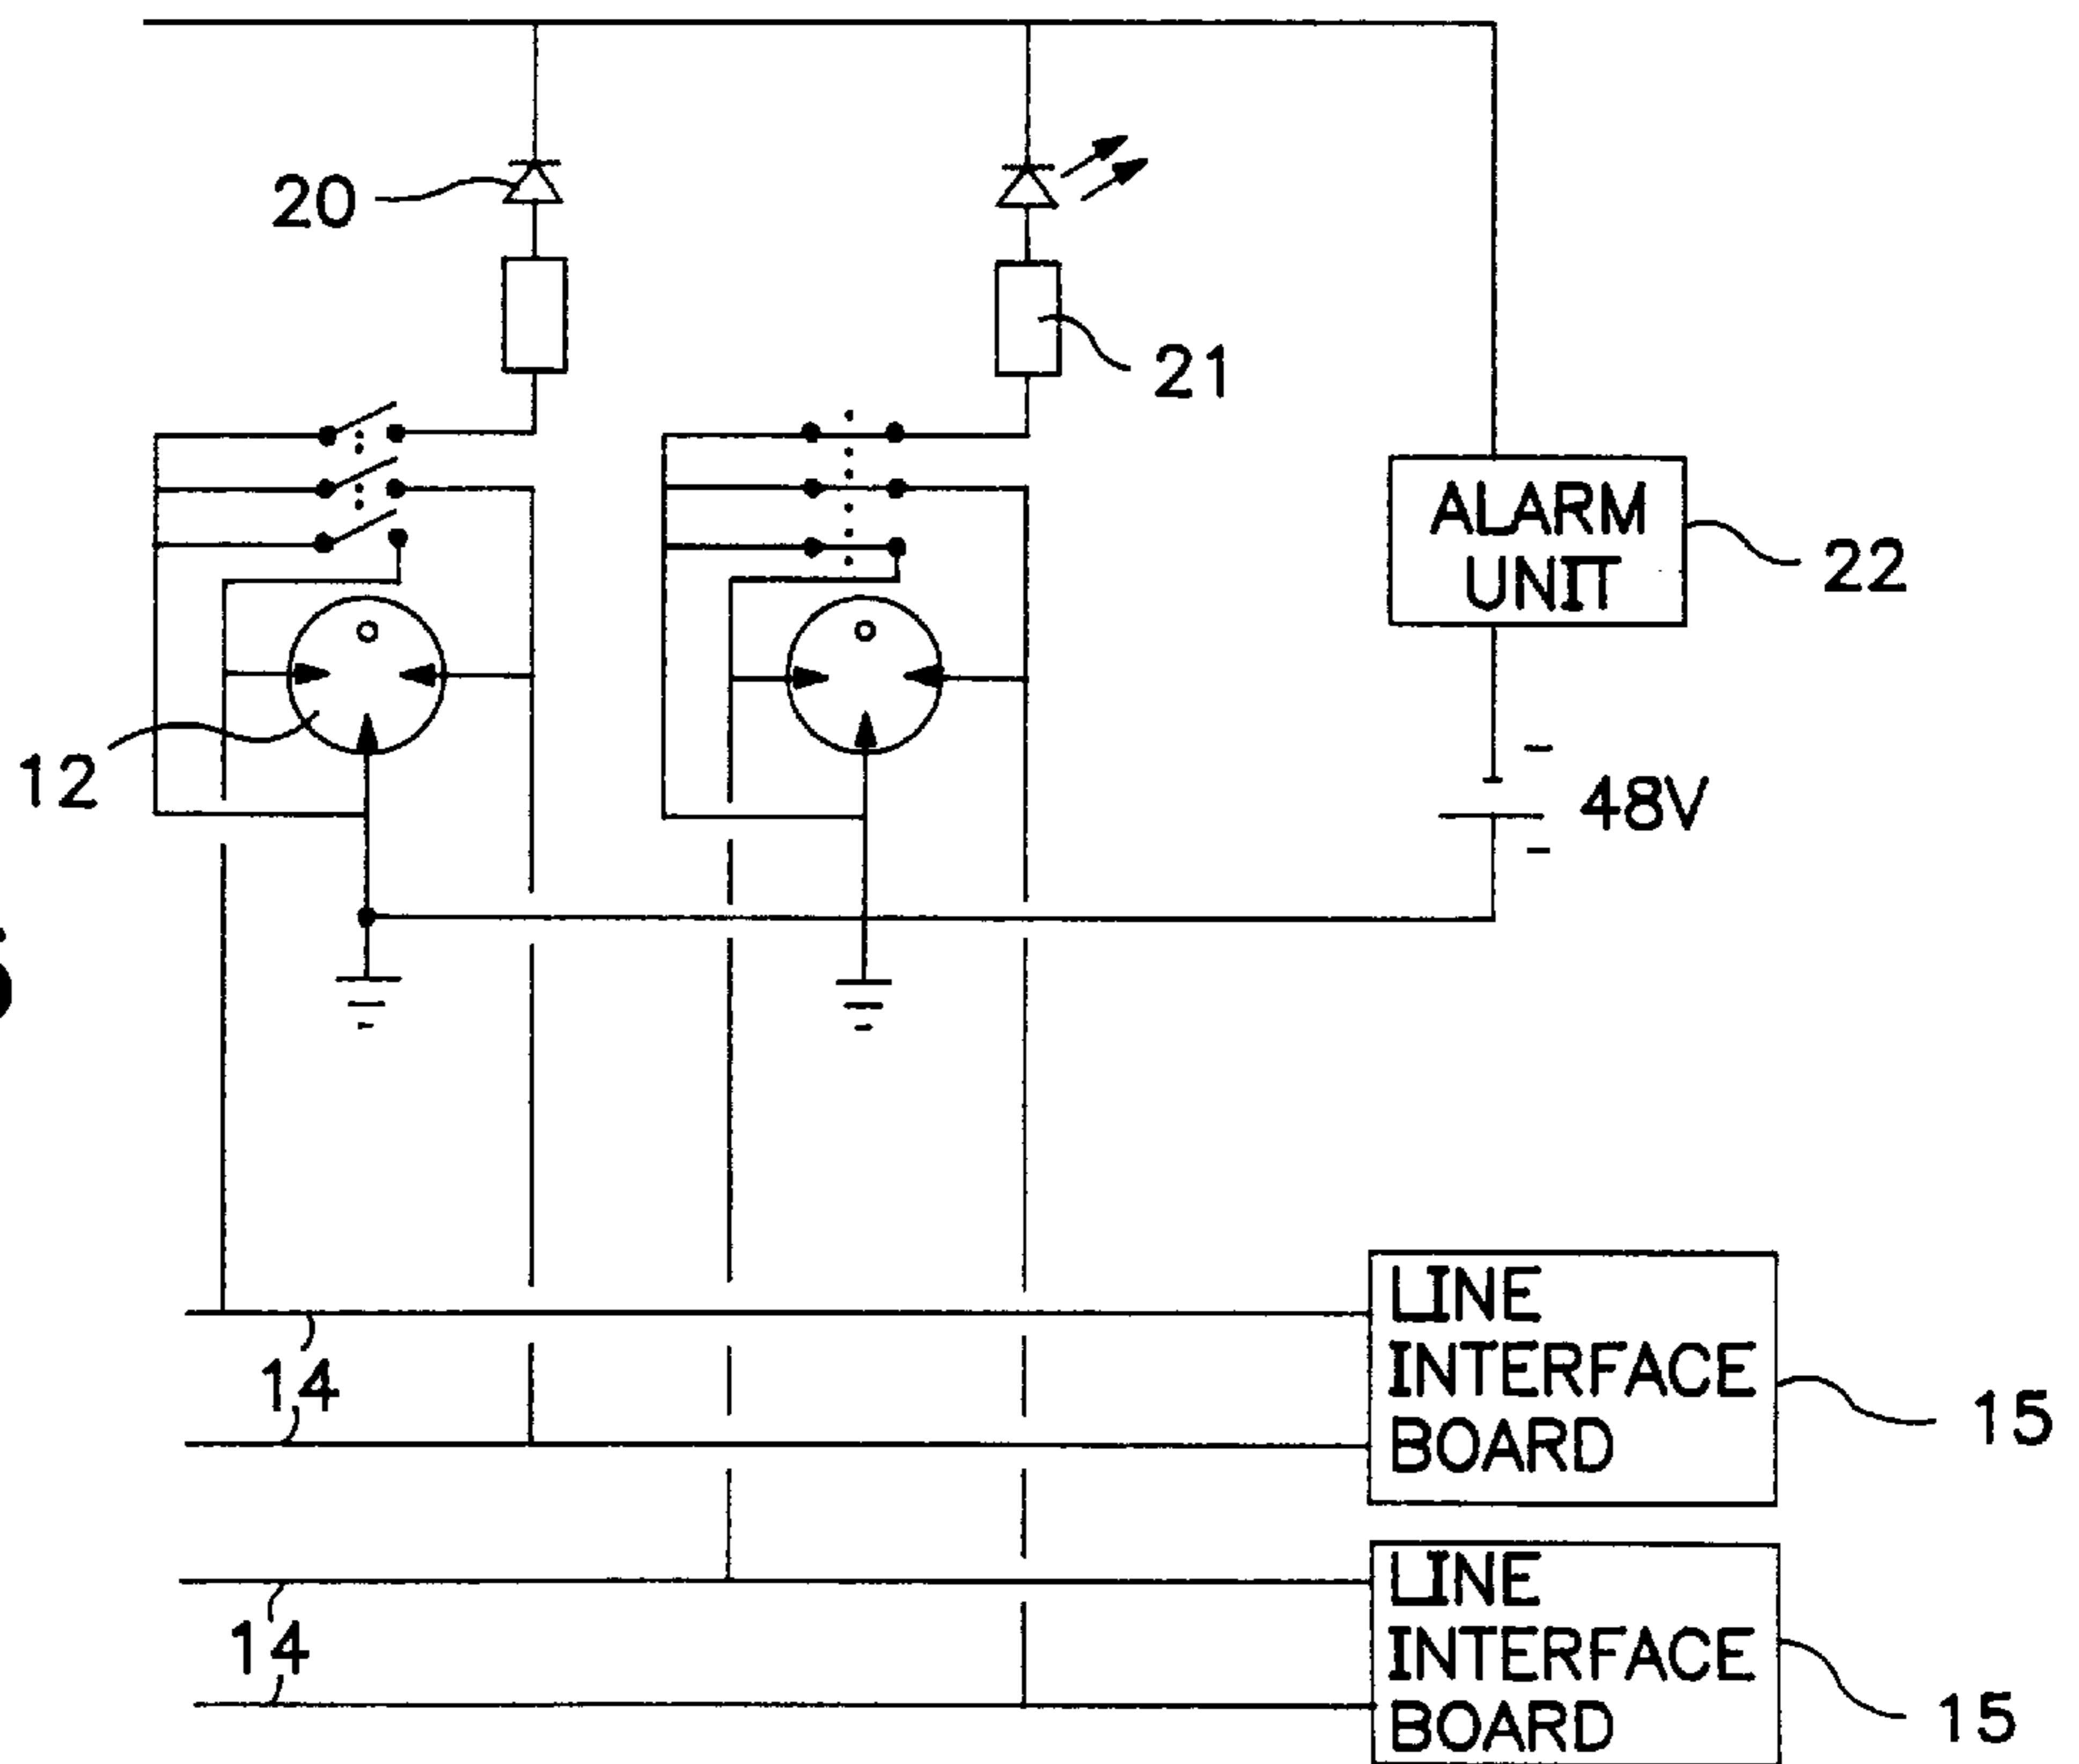 20
21
ALARM
UNIT
22
12
48V
LINE
INTERFACE
BOARD
14
15
LINE
INTERFACE
BOARD
14
15